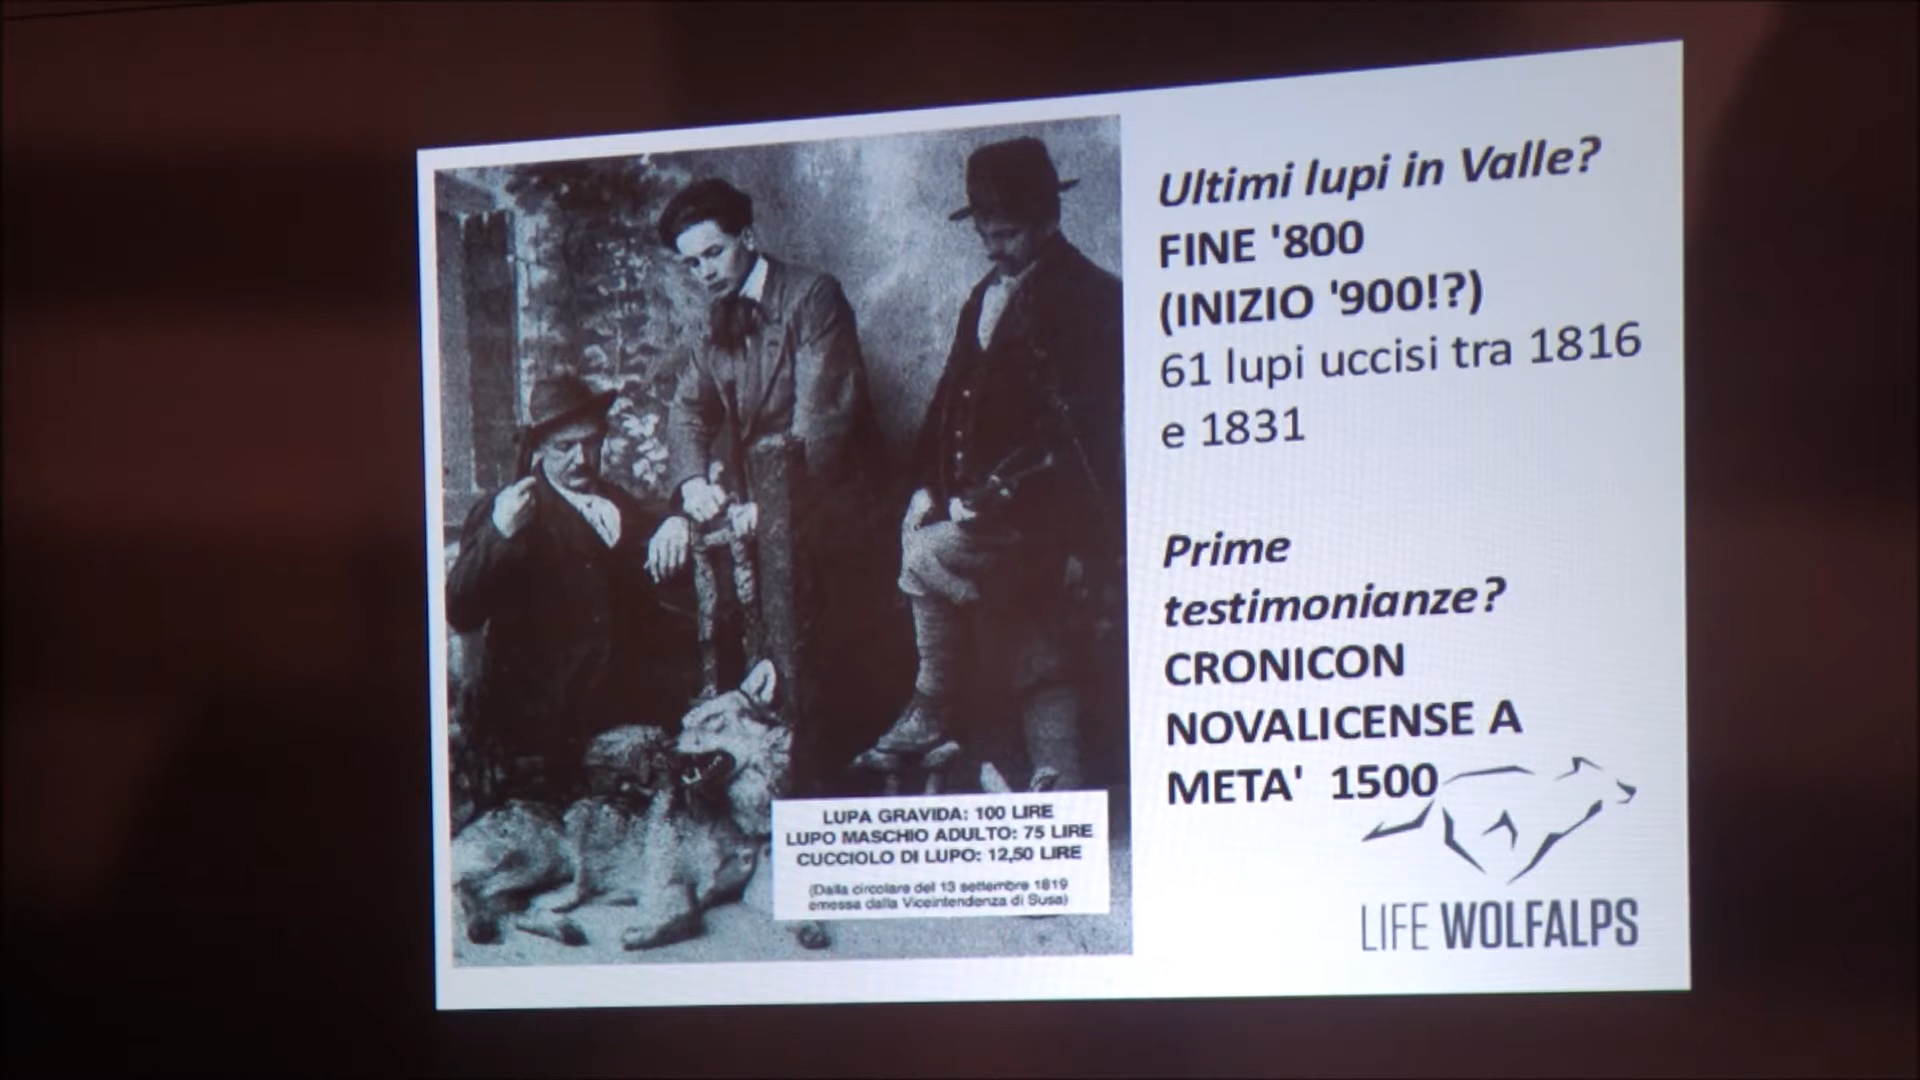 Ultimi lupi in Valle?
FINE '800
(INIZIO '900!?)
61 lupi uccisi tra 1816
e 1831
Prime
testimonianze?
CRONICON
NOVALICENSE A
META' 1500
LUPA GRAVIDA: 100 LIRE
LUPO MASCHIO ADULTO: 75 LIRE
CUCCIOLO DI LUPO: 12,50 LIRE
(Dalla circolare del 13 settembre 1819
emessa dalla Viceintendenza di Susa)
LIFE WOLFALPS